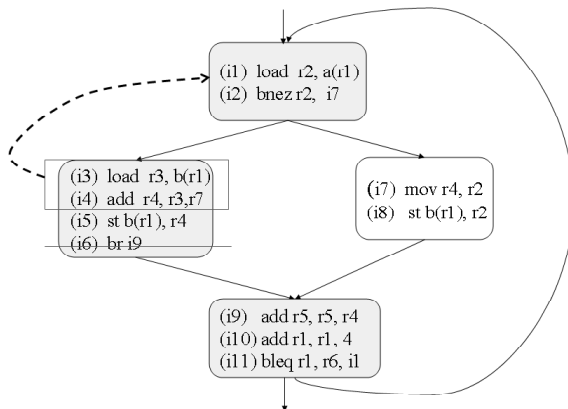 (i1) load r2, a(r1)
(i2) bnez r2, i7
(i3) load r3, b(r1)
(i4) add r4, r3,r7
(i5) st b(r1), r4
(i6) br i9
(i7) mov r4, r2
(i8) st b(r1), r2
(i9) add r5, r5, r4
(i10) add r1, r1, 4
(i11) bleq r1, r6, i1